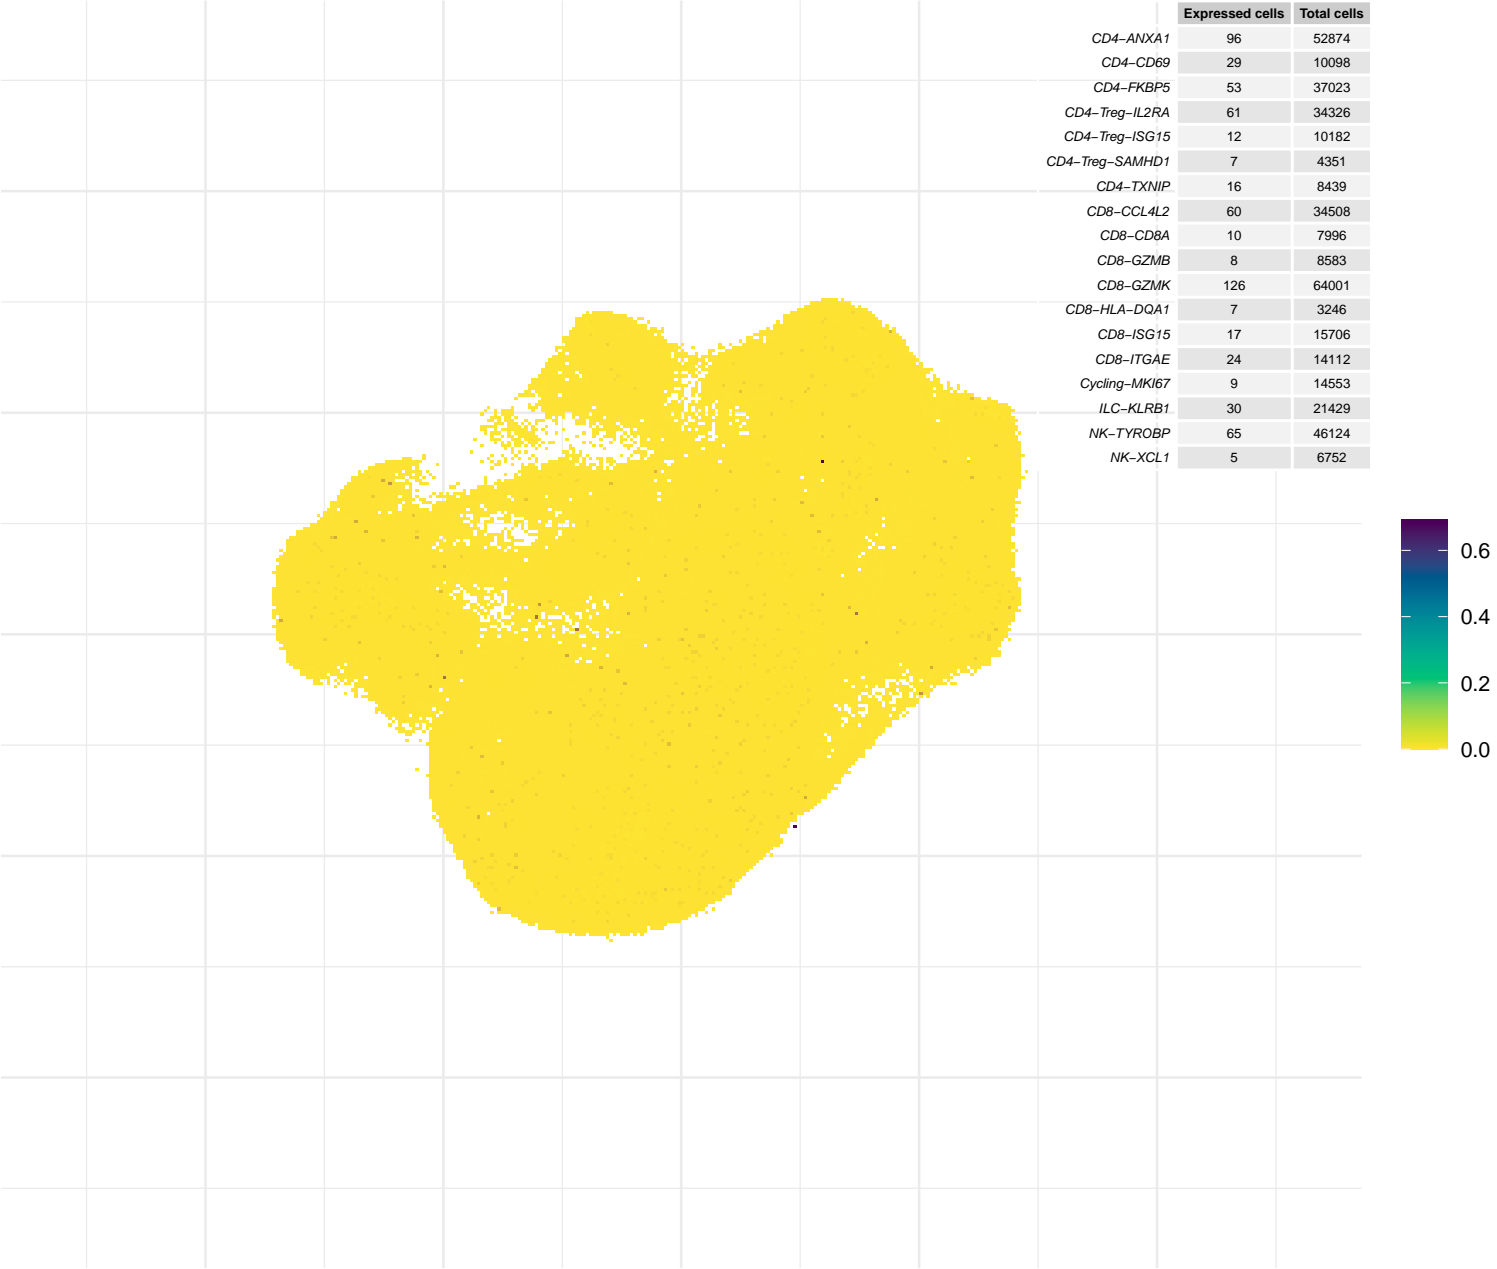 Expressed cells Total cells
CD4−ANXA1 96 52874
CD4−CD69 29 10098
CD4−FKBP5 53 37023
CD4−Treg−IL2RA 61 34326
CD4−Treg−ISG15 12 10182
CD4−Treg−SAMHD1 7 4351
CD4−TXNIP 16 8439
CD8−CCL4L2 60 34508
CD8−CD8A 10 7996
CD8−GZMB 8 8583
CD8−GZMK 126 64001
CD8−HLA−DQA1 7 3246
CD8−ISG15 17 15706
CD8−ITGAE 24 14112
Cycling−MKI67 9 14553
ILC−KLRB1 30 21429
NK−TYROBP 65 46124
NK−XCL1 5 6752
0.6
0.4
0.2
0.0